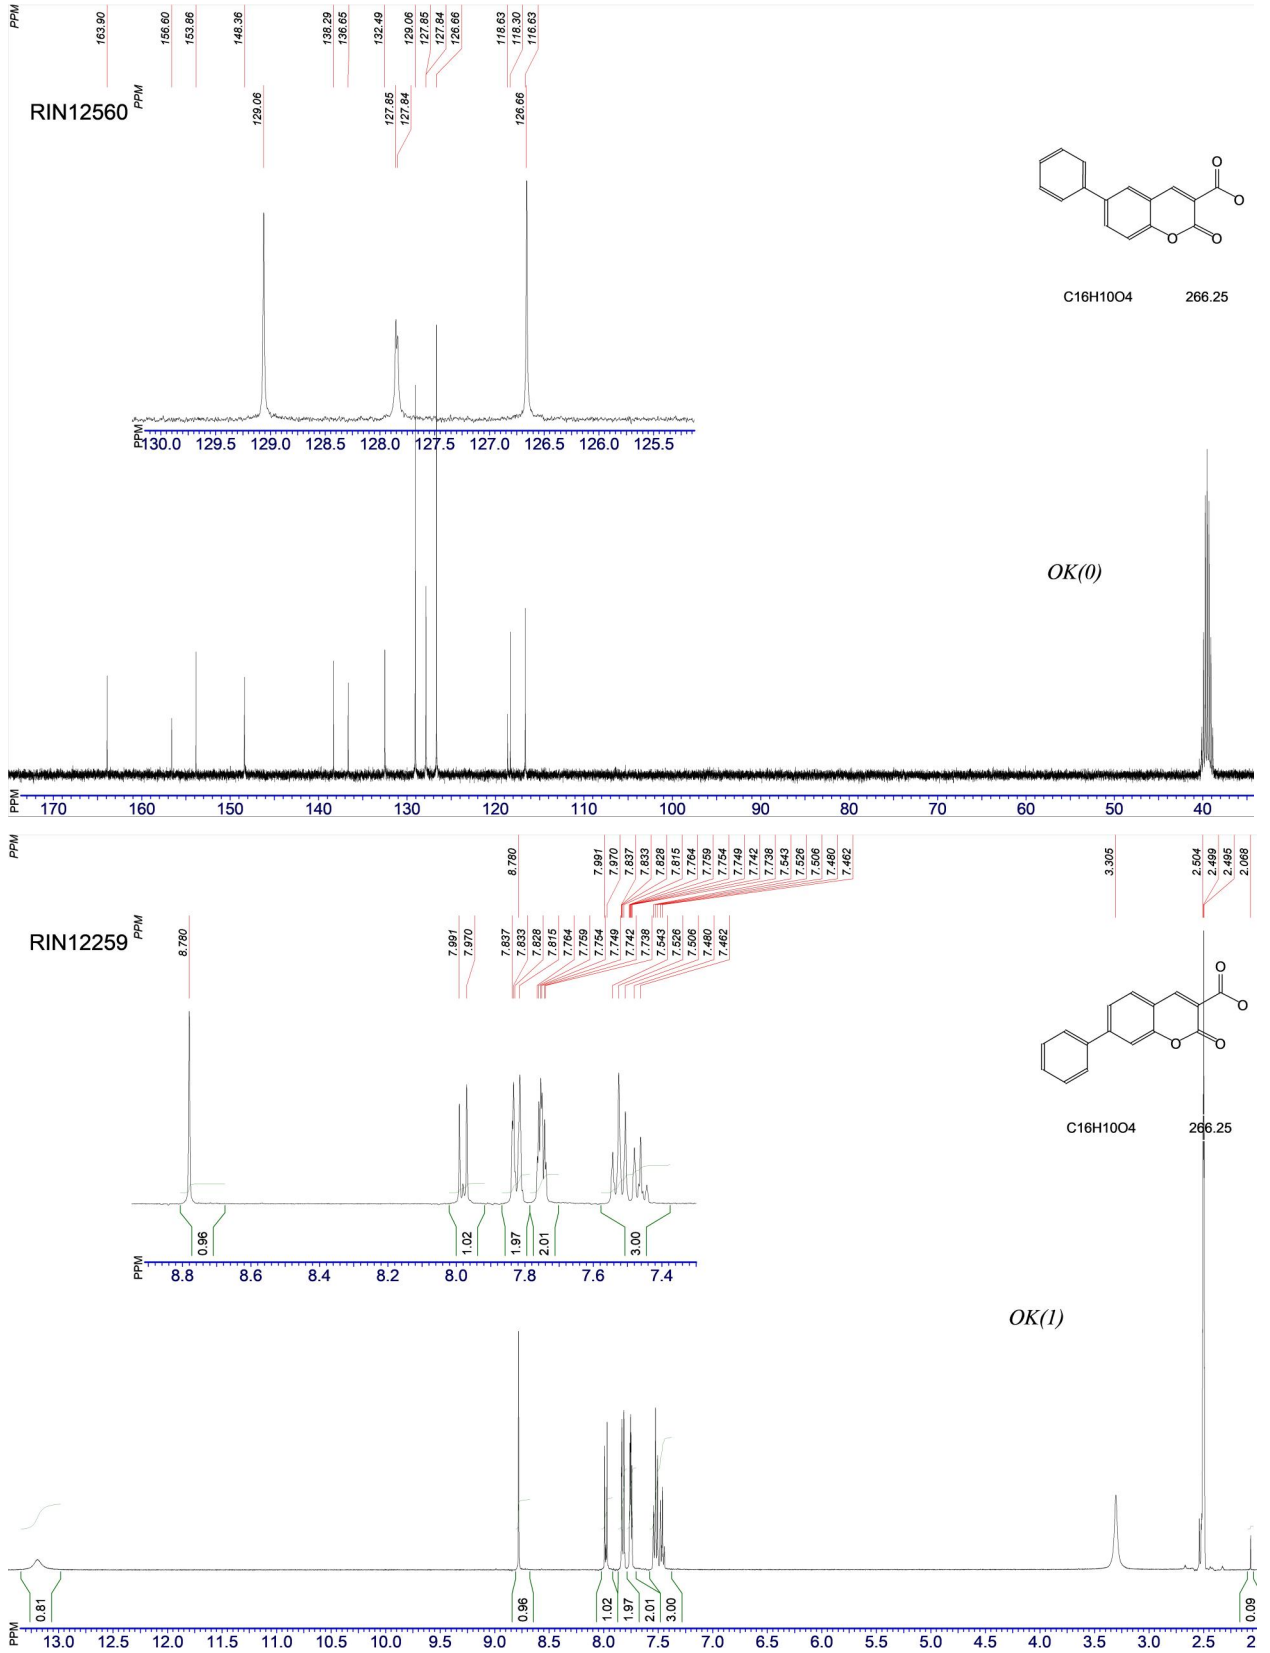 PPM
163.90 156.60 153.86 148.36 138.29 136.65 132.49 129.06 127.85 127.84 126.66 118.63 118.30 116.63
RIN12560
PPM
129.06 127.85 127.84 126.66
O
O
O
O
C16H10O4 266.25
PPM
130.0 129.5 129.0 128.5 128.0 127.5 127.0 126.5 126.0 125.5
OK(0)
PPM
170 160 150 140 130 120 110 100 90 80 70 60 50 40
PPM
8.780 7.991 7.970 7.837 7.833 7.828 7.815 7.764 7.759 7.754 7.749 7.742 7.738 7.543 7.526 7.506 7.480 7.462 3.305 2.504 2.499 2.495 2.068
RIN12259
PPM
8.780 7.991 7.970 7.837 7.833 7.828 7.815 7.764 7.759 7.754 7.749 7.742 7.738 7.543 7.526 7.506 7.480 7.462
O
O
O
O
C16H10O4 266.25
0.96 1.02 1.97 2.01 3.00
PPM
8.8 8.6 8.4 8.2 8.0 7.8 7.6 7.4
OK(1)
0.81 0.96 1.02 1.97 2.01 3.00 0.09
PPM
13.0 12.5 12.0 11.5 11.0 10.5 10.0 9.5 9.0 8.5 8.0 7.5 7.0 6.5 6.0 5.5 5.0 4.5 4.0 3.5 3.0 2.5 2